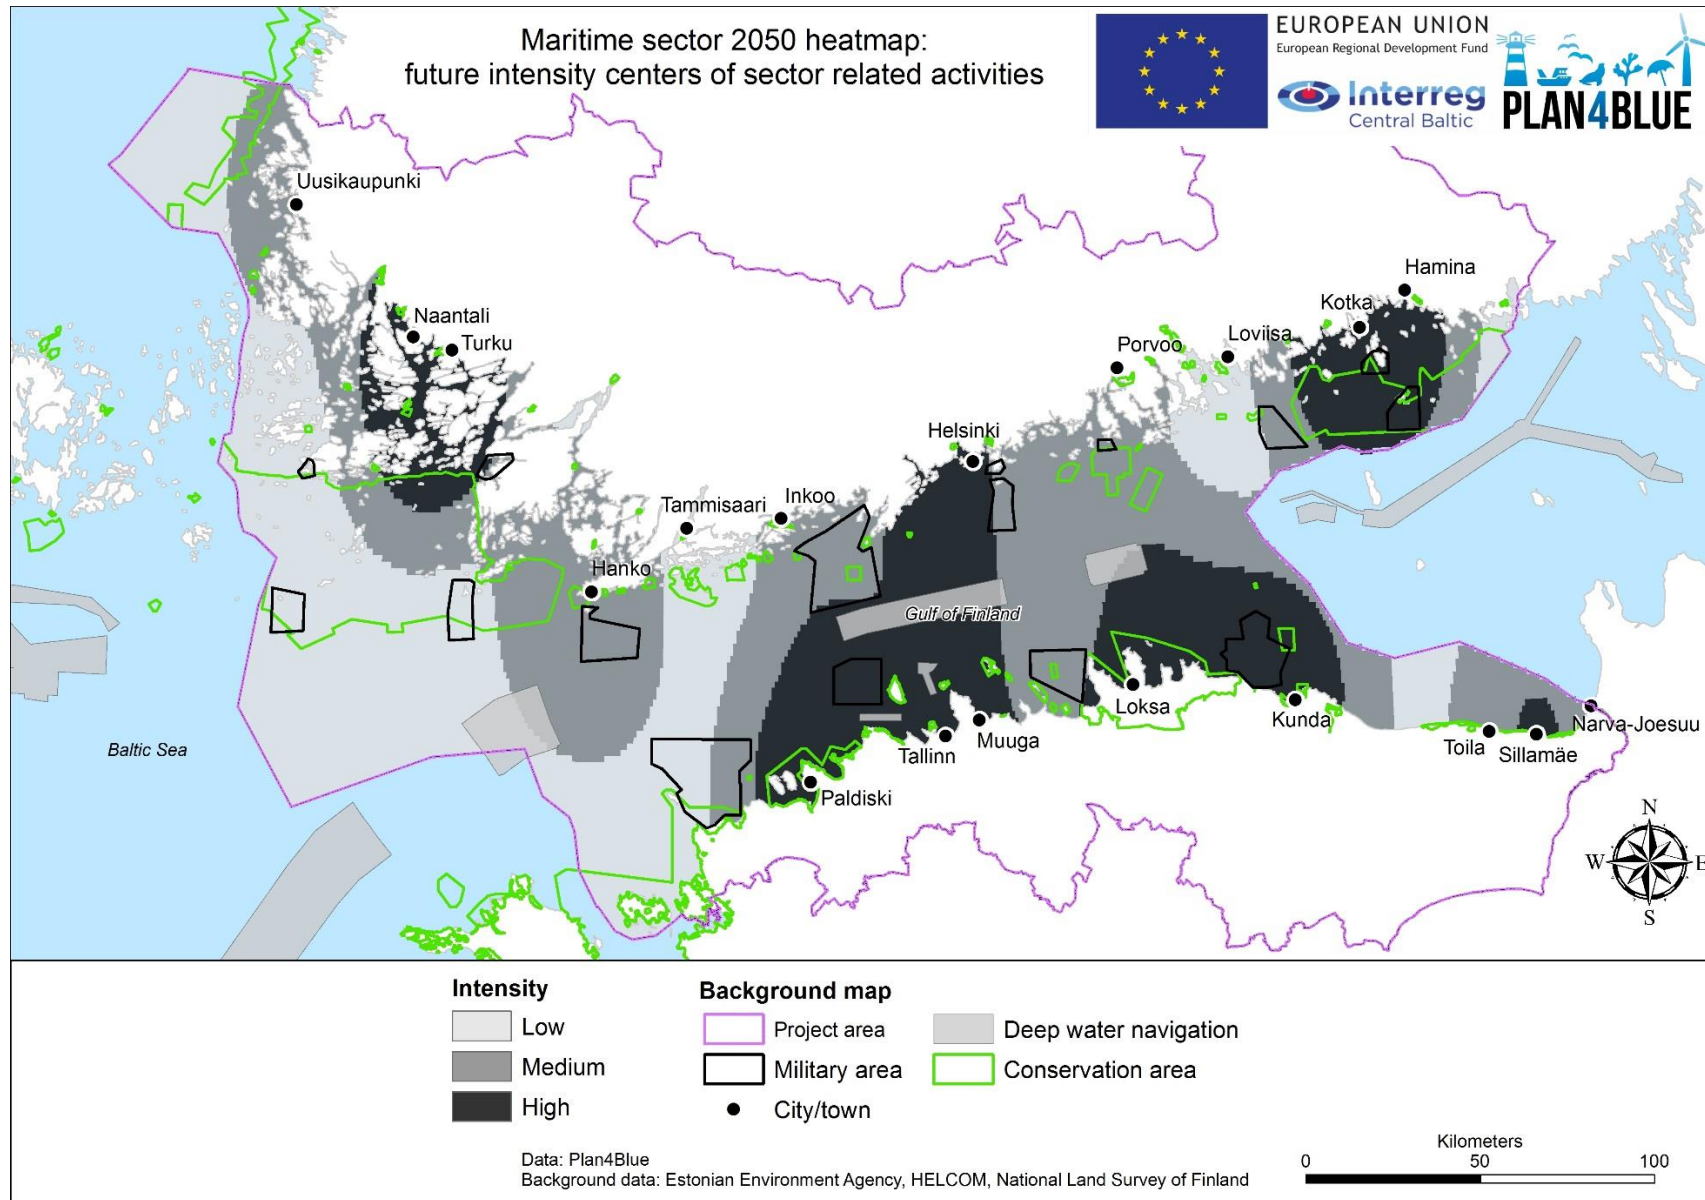 Maritime sector 2050 heatmap:
future intensity centers of sector related activities
EUROPEAN UNION
European Regional Development Fund
Interreg
Central Baltic
PLAN4BLUE
Uusikaupunki
Naantali
Turku
Hamina
Kotka
Loviisa
Porvoo
Helsinki
Inkoo
Tammisaari
Hanko
Gulf of Finland
Baltic Sea
Loksa
Kunda
Narva-Joesuu
Toila
Sillamäe
Muuga
Tallinn
Paldiski
N
W
E
S
Intensity
Low
Medium
High
Background map
Project area
Military area
City/town
Deep water navigation
Conservation area
Data: Plan4Blue
Background data: Estonian Environment Agency, HELCOM, National Land Survey of Finland
Kilometers
0 50 100